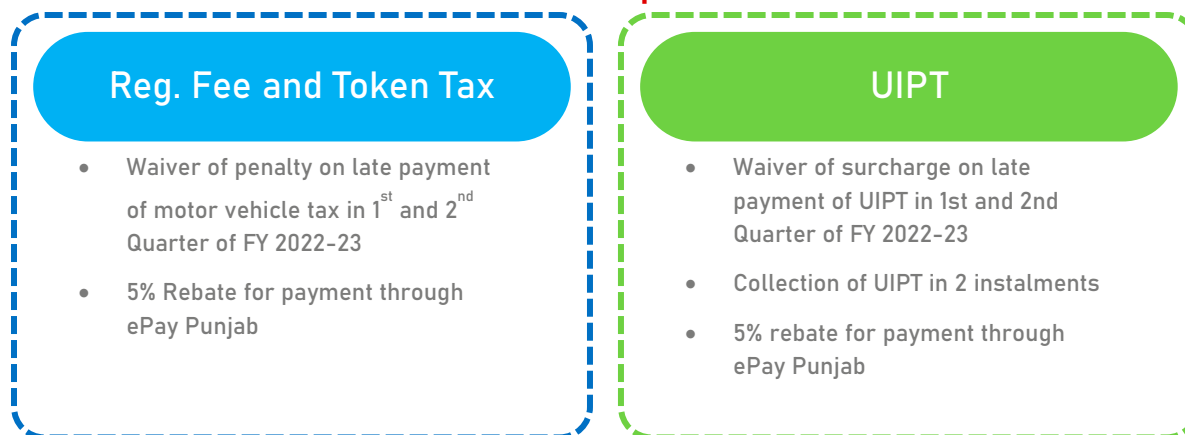 Reg. Fee and Token Tax
• Waiver of penalty on late payment
of motor vehicle tax in 1st and 2nd
Quarter of FY 2022-23
• 5% Rebate for payment through
ePay Punjab
UIPT
• Waiver of surcharge on late
payment of UIPT in 1st and 2nd
Quarter of FY 2022-23
• Collection of UIPT in 2 instalments
• 5% rebate for payment through
ePay Punjab